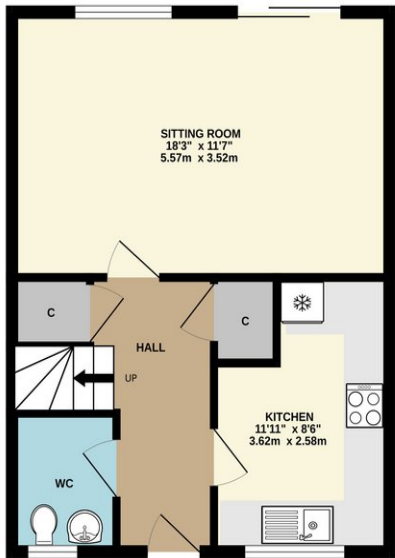 SITTING ROOM
18'3" x 11'7"
5.57m x 3.52m
C
C
HALL
UP
KITCHEN
11'11" x 8'6"
3.62m x 2.58m
WC